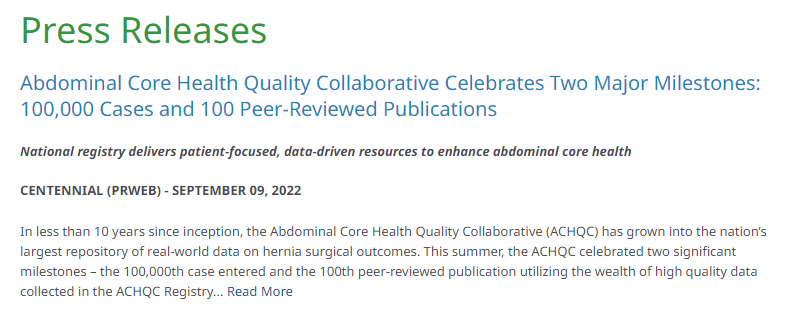 Press Releases
Abdominal Core Health Quality Collaborative Celebrates Two Major Milestones:
100,000 Cases and 100 Peer-Reviewed Publications
National registry delivers patient-focused, data-driven resources to enhance abdominal core health
CENTENNIAL (PRWEB) - SEPTEMBER 09, 2022
In less than 10 years since inception, the Abdominal Core Health Quality Collaborative (ACHQC) has grown into the nation's
largest repository of real-world data on hernia surgical outcomes. This summer, the ACHQC celebrated two significant
milestones – the 100,000th case entered and the 100th peer-reviewed publication utilizing the wealth of high quality data
collected in the ACHQC Registry... Read More